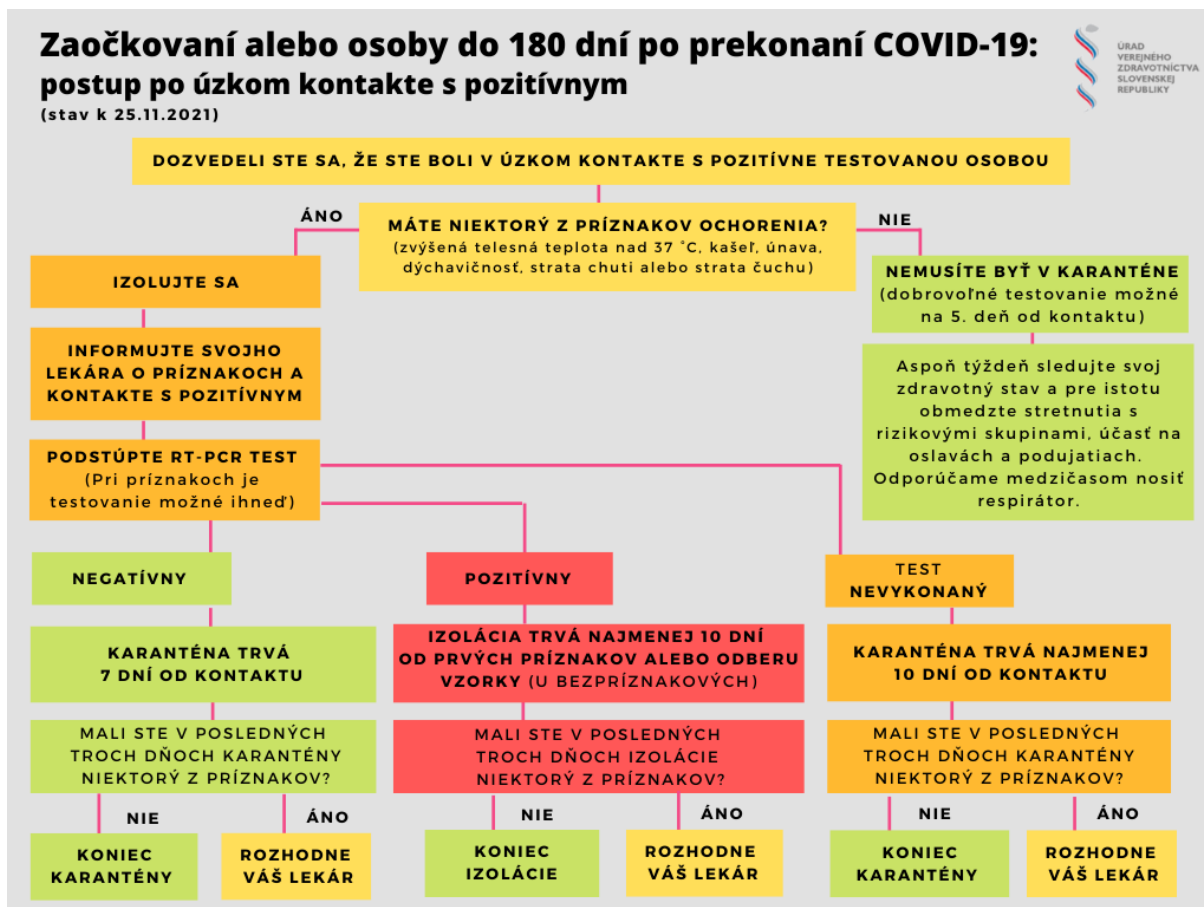 Zaočkovaní alebo osoby do 180 dní po prekonaní COVID-19:
postup po úzkom kontakte s pozitívnym
(stav k 25.11.2021)
ÚRAD
VEREJNÉHO
ZDRAVOTNÍCTVA
SLOVENSKEJ
REPUBLIKY
DOZVEDELI STE SA, ŽE STE BOLI V ÚZKOM KONTAKTE S POZITÍVNE TESTOVANOU OSOBOU
MÁTE NIEKTORÝ Z PRÍZNAKOV OCHORENIA?
(zvýšená telesná teplota nad 37 °C, kašeľ, únava,
dýchavičnosť, strata chuti alebo strata čuchu)
ÁNO
NIE
IZOLUJTE SA
INFORMUJTE SVOJHO
LEKÁRA O PRÍZNAKOCH A
KONTAKTE S POZITÍVNYM
PODSTÚPTE RT-PCR TEST
(Pri príznakoch je
testovanie možné ihneď)
NEMUSÍTE BYŤ V KARANTÉNE
(dobrovoľné testovanie možné
na 5. deň od kontaktu)
Aspoň týždeň sledujte svoj
zdravotný stav a pre istotu
obmedzte stretnutia s
rizikovými skupinami, účasť na
oslavách a podujatiach.
Odporúčame medzičasom nosiť
respirátor.
NEGATÍVNY
KARANTÉNA TRVÁ
7 DNÍ OD KONTAKTU
MALI STE V POSLEDNÝCH
TROCH DŇOCH KARANTÉNY
NIEKTORÝ Z PRÍZNAKOV?
NIE
ÁNO
KONIEC
KARANTÉNY
ROZHODNE
VÁŠ LEKÁR
POZITÍVNY
IZOLÁCIA TRVÁ NAJMENEJ 10 DNÍ
OD PRVÝCH PRÍZNAKOV ALEBO ODBERU
VZORKY (U BEZPRÍZNAKOVÝCH)
MALI STE V POSLEDNÝCH
TROCH DŇOCH IZOLÁCIE
NIEKTORÝ Z PRÍZNAKOV?
NIE
ÁNO
KONIEC
IZOLÁCIE
ROZHODNE
VÁŠ LEKÁR
TEST
NEVYKONANÝ
KARANTÉNA TRVÁ NAJMENEJ
10 DNÍ OD KONTAKTU
MALI STE V POSLEDNÝCH
TROCH DŇOCH KARANTÉNY
NIEKTORÝ Z PRÍZNAKOV?
NIE
ÁNO
KONIEC
KARANTÉNY
ROZHODNE
VÁŠ LEKÁR